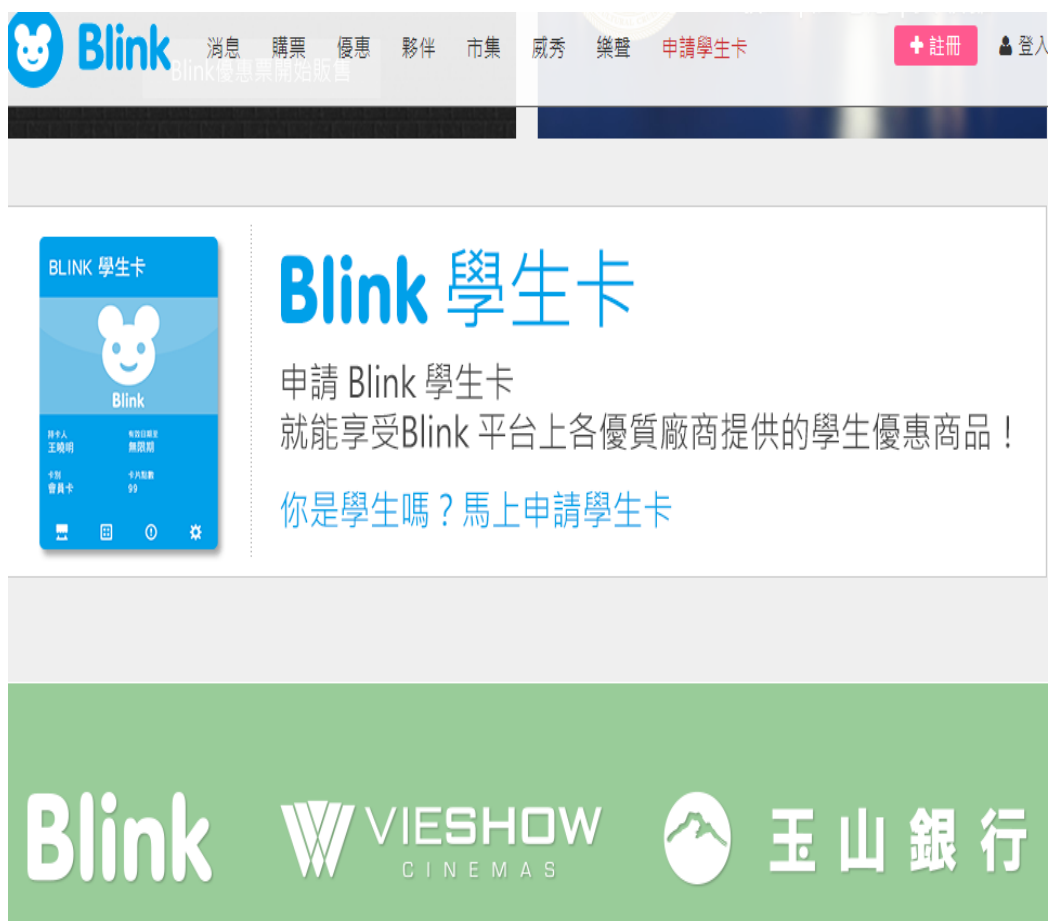 Blink 消息 購票 優惠 夥伴 市集 威秀 樂聲 申請學生卡 註冊 登入
Blink優惠票開始販售
BLINK 學生卡
Blink
持卡人 有效日期至
王曉明 無限期
卡別 卡片點數
會員卡 99
Blink 學生卡
申請 Blink 學生卡
就能享受Blink 平台上各優質廠商提供的學生優惠商品！
你是學生嗎？馬上申請學生卡
Blink VIESHOW CINEMAS 玉山銀行